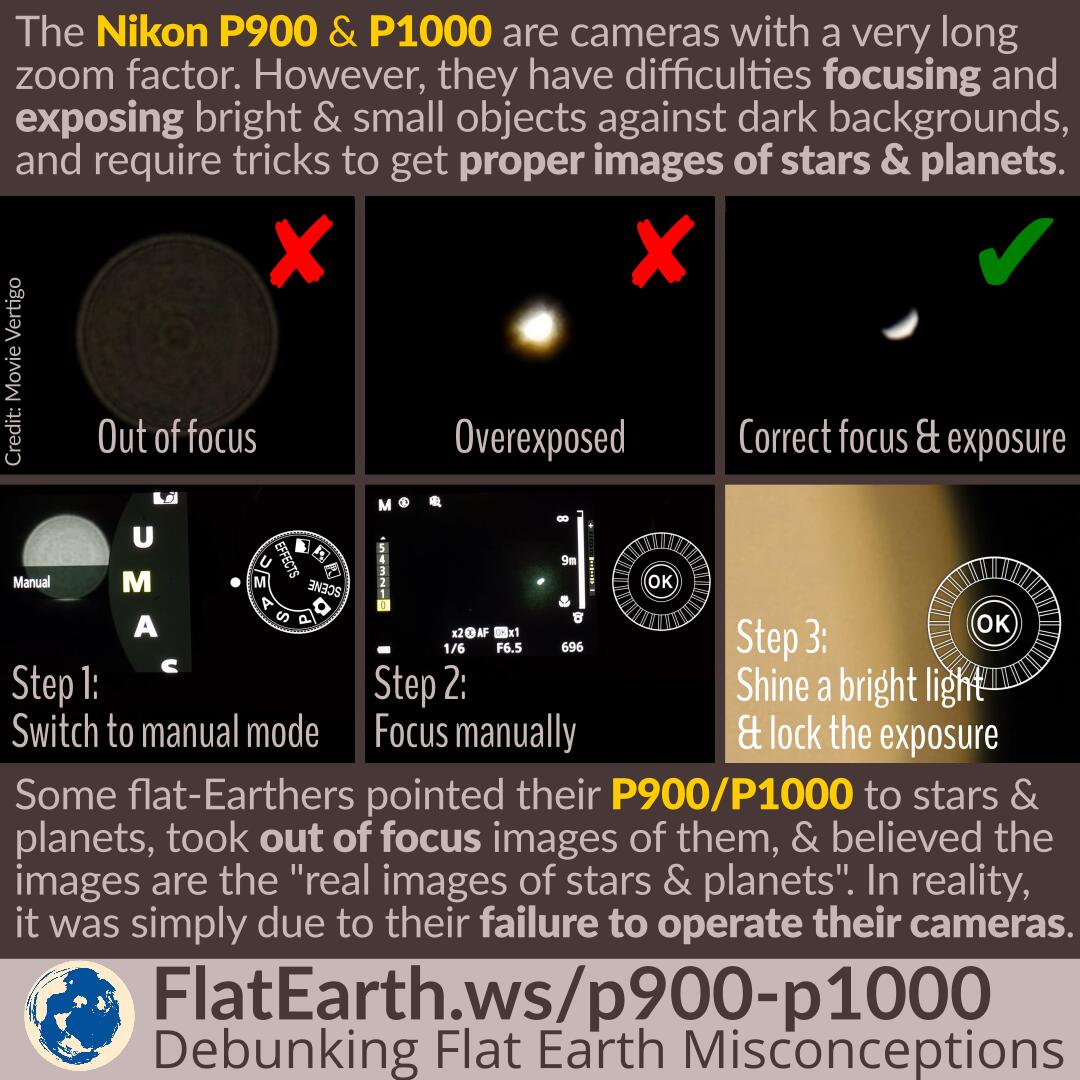 The Nikon P900 & P1000 are cameras with a very long
zoom factor. However, they have difficulties focusing and
exposing bright & small objects against dark backgrounds,
and require tricks to get proper images of stars & planets.
Credit: Movie Vertigo
Out of focus
Overexposed
Correct focus & exposure
U
M
A
S
Manual
EFFECTS
SCENE
U
M
A
S
P
Step 1:
Switch to manual mode
M
5
4
3
2
1
0
∞
9m
+
x2 AF OK x1
1/6 F6.5 696
OK
Step 2:
Focus manually
OK
Step 3:
Shine a bright light
& lock the exposure
Some flat-Earthers pointed their P900/P1000 to stars &
planets, took out of focus images of them, & believed the
images are the "real images of stars & planets". In reality,
it was simply due to their failure to operate their cameras.
FlatEarth.ws/p900-p1000
Debunking Flat Earth Misconceptions